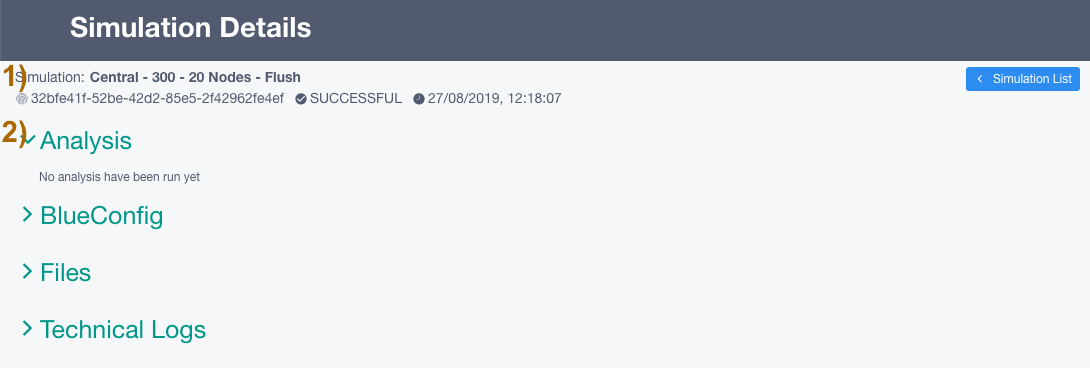 Simulation Details
1)
Simulation: Central - 300 - 20 Nodes - Flush
Simulation List
32bfe41f-52be-42d2-85e5-2f42962fe4ef SUCCESSFUL 27/08/2019, 12:18:07
2)
Analysis
No analysis have been run yet
BlueConfig
Files
Technical Logs